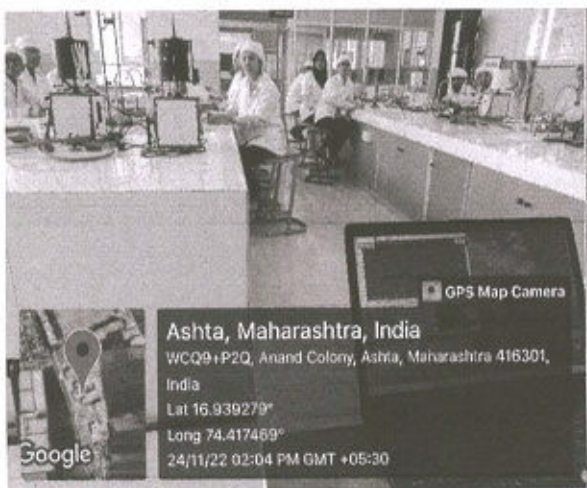 GPS Map Camera
Ashta, Maharashtra, India
WCQ9+P2Q, Anand Colony, Ashta, Maharashtra 416301,
India
Lat 16.939279°
Long 74.417469°
24/11/22 02:04 PM GMT +05:30
Google